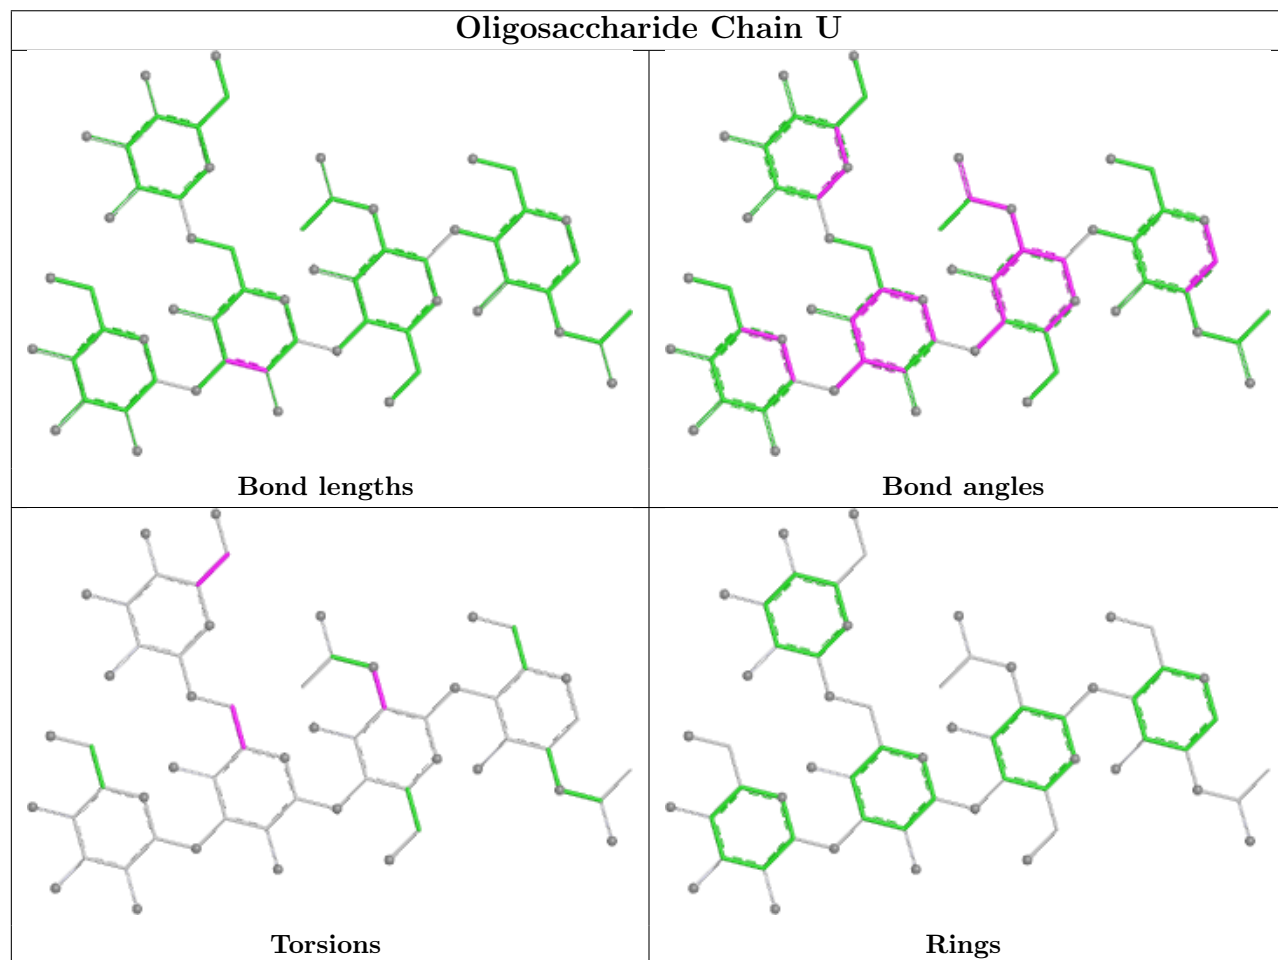 Oligosaccharide Chain U
Bond lengths
Bond angles
Torsions
Rings